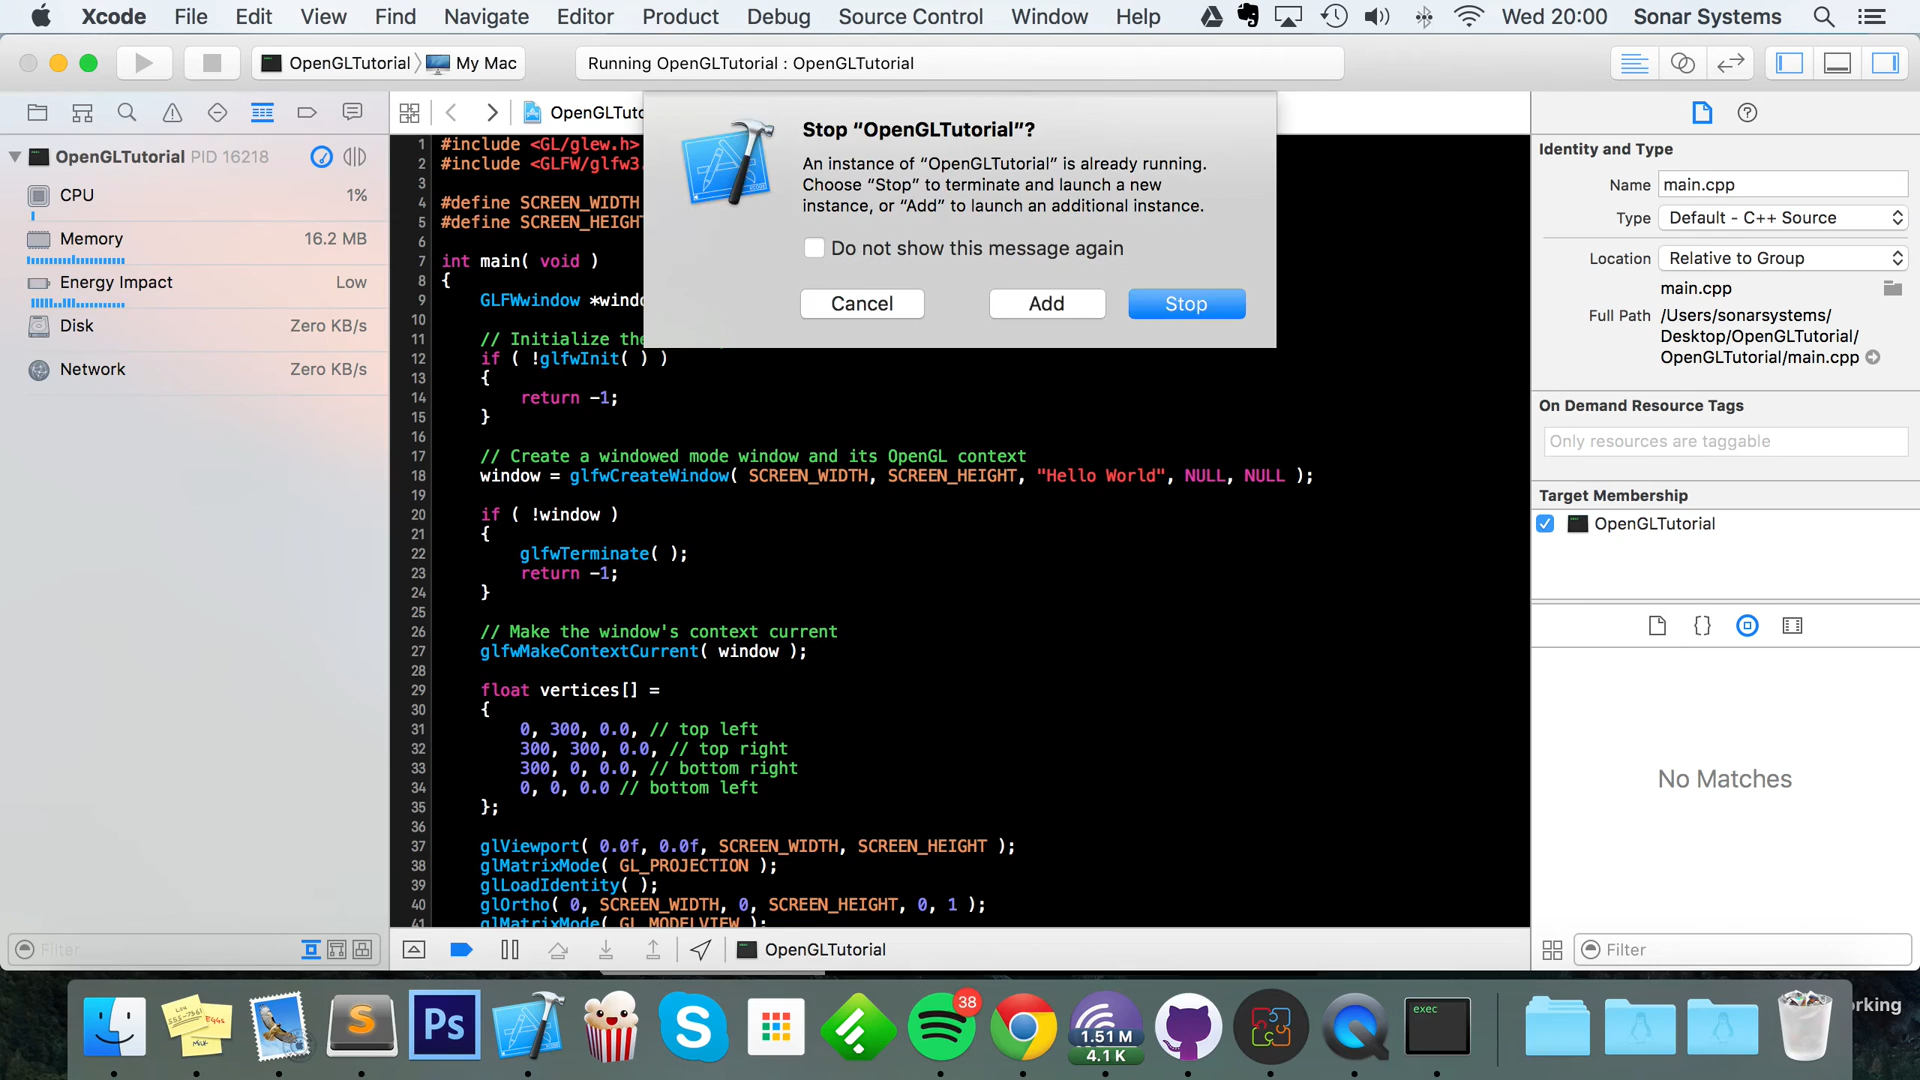 Xcode File Edit View Find Navigate Editor Product Debug Source Control Window Help Wed 20:00 Sonar Systems
OpenGLTutorial My Mac Running OpenGLTutorial : OpenGLTutorial
OpenGLTuto
OpenGLTutorial PID 16218
CPU 1%
Memory 16.2 MB
Energy Impact Low
Disk Zero KB/s
Network Zero KB/s
Filter
Stop “OpenGLTutorial”?
An instance of “OpenGLTutorial” is already running.
Choose “Stop” to terminate and launch a new
instance, or “Add” to launch an additional instance.
Do not show this message again
Cancel Add Stop
1 #include <GL/glew.h>
2 #include <GLFW/glfw3.
3
4 #define SCREEN_WIDTH
5 #define SCREEN_HEIGHT
6
7 int main( void )
8 {
9 GLFWwindow *windo
10
11 // Initialize the
12 if ( !glfwInit( ) )
13 {
14 return -1;
15 }
16
17 // Create a windowed mode window and its OpenGL context
18 window = glfwCreateWindow( SCREEN_WIDTH, SCREEN_HEIGHT, "Hello World", NULL, NULL );
19
20 if ( !window )
21 {
22 glfwTerminate( );
23 return -1;
24 }
25
26 // Make the window's context current
27 glfwMakeContextCurrent( window );
28
29 float vertices[] =
30 {
31 0, 300, 0.0, // top left
32 300, 300, 0.0, // top right
33 300, 0, 0.0, // bottom right
34 0, 0, 0.0 // bottom left
35 };
36
37 glViewport( 0.0f, 0.0f, SCREEN_WIDTH, SCREEN_HEIGHT );
38 glMatrixMode( GL_PROJECTION );
39 glLoadIdentity( );
40 glOrtho( 0, SCREEN_WIDTH, 0, SCREEN_HEIGHT, 0, 1 );
41 glMatrixMode( GL_MODELVIEW );
OpenGLTutorial
Identity and Type
Name main.cpp
Type Default - C++ Source
Location Relative to Group
main.cpp
Full Path /Users/sonarsystems/
Desktop/OpenGLTutorial/
OpenGLTutorial/main.cpp
On Demand Resource Tags
Only resources are taggable
Target Membership
OpenGLTutorial
No Matches
Filter
EGGS
MILK
S
Ps
S
38
1.51 M
4.1 K
exec
orking